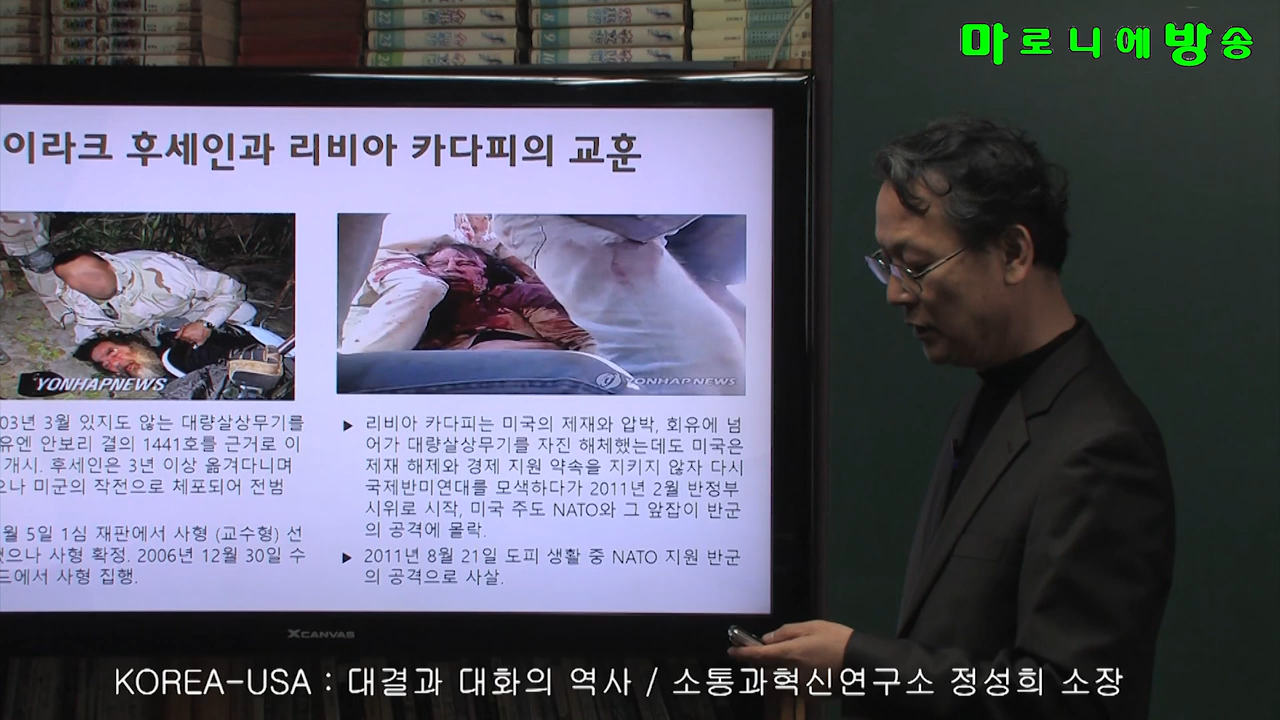 마로니에방송
이라크 후세인과 리비아 카다피의 교훈
YONHAPNEWS
YONHAP NEWS
03년 3월 있지도 않는 대량살상무기를
유엔 안보리 결의 1441호를 근거로 이
개시. 후세인은 3년 이상 옮겨다니며
나 미군의 작전으로 체포되어 전범
월 5일 1심 재판에서 사형 (교수형) 선
으나 사형 확정. 2006년 12월 30일 수
드에서 사형 집행.
▶ 리비아 카다피는 미국의 제재와 압박, 회유에 넘
어가 대량살상무기를 자진 해체했는데도 미국은
제재 해제와 경제 지원 약속을 지키지 않자 다시
국제반미연대를 모색하다가 2011년 2월 반정부
시위로 시작, 미국 주도 NATO와 그 앞잡이 반군
의 공격에 몰락.
▶ 2011년 8월 21일 도피 생활 중 NATO 지원 반군
의 공격으로 사살.
XCANVAS
KOREA-USA : 대결과 대화의 역사 / 소통과혁신연구소 정성희 소장